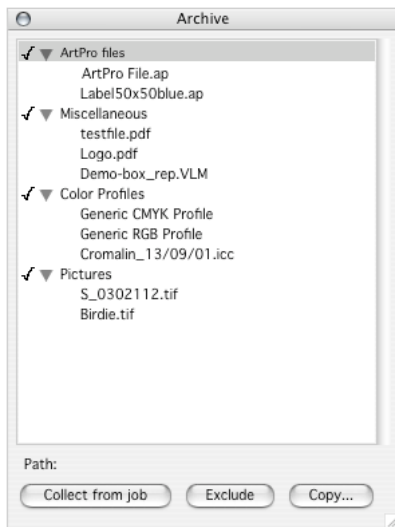 Archive
ArtPro files
ArtPro File.ap
Label50x50blue.ap
Miscellaneous
testfile.pdf
Logo.pdf
Demo-box_rep.VLM
Color Profiles
Generic CMYK Profile
Generic RGB Profile
Cromalin_13/09/01.icc
Pictures
S_0302112.tif
Birdie.tif
Path:
Collect from job Exclude Copy...